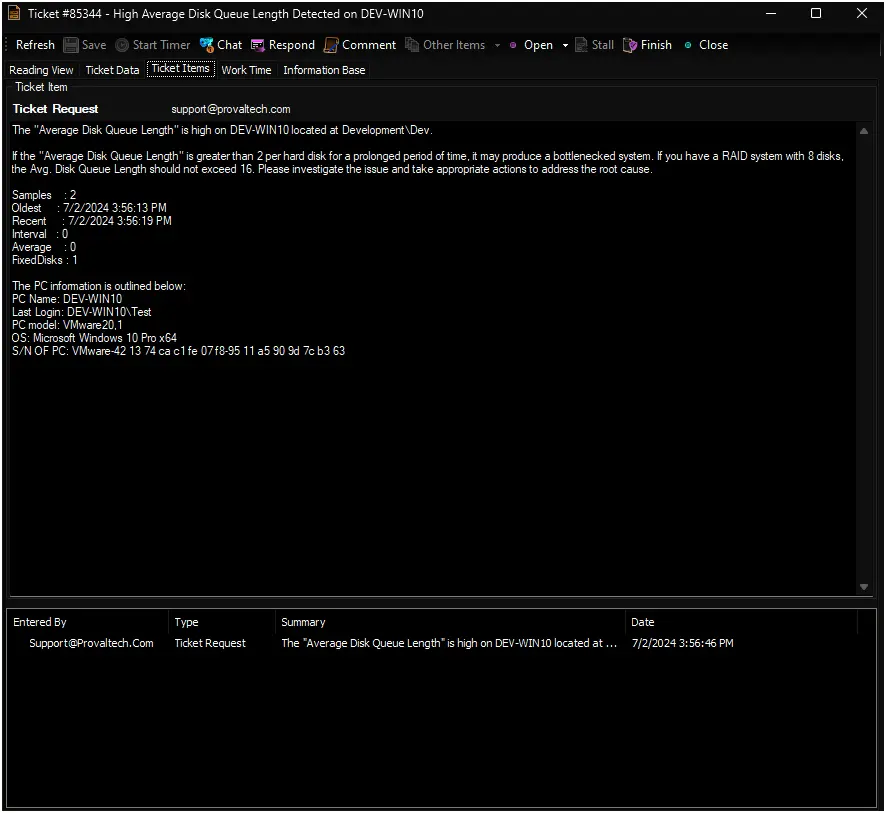 Ticket #85344 - High Average Disk Queue Length Detected on DEV-WIN10
Refresh Save Start Timer Chat Respond Comment Other Items Open Stall Finish Close
Reading View Ticket Data Ticket Items Work Time Information Base
Ticket Item
Ticket Request support@provaltech.com
The "Average Disk Queue Length" is high on DEV-WIN10 located at Development\Dev.
If the "Average Disk Queue Length" is greater than 2 per hard disk for a prolonged period of time, it may produce a bottlenecked system. If you have a RAID system with 8 disks,
the Avg. Disk Queue Length should not exceed 16. Please investigate the issue and take appropriate actions to address the root cause.
Samples : 2
Oldest : 7/2/2024 3:56:13 PM
Recent : 7/2/2024 3:56:19 PM
Interval : 0
Average : 0
FixedDisks : 1
The PC information is outlined below:
PC Name: DEV-WIN10
Last Login: DEV-WIN10\Test
PC model: VMware20,1
OS: Microsoft Windows 10 Pro x64
S/N OF PC: VMware-42 13 74 ca c1 fe 07 f8-95 11 a5 90 9d 7c b3 63
Entered By Type Summary Date
Support@Provaltech.Com Ticket Request The "Average Disk Queue Length" is high on DEV-WIN10 located at ... 7/2/2024 3:56:46 PM